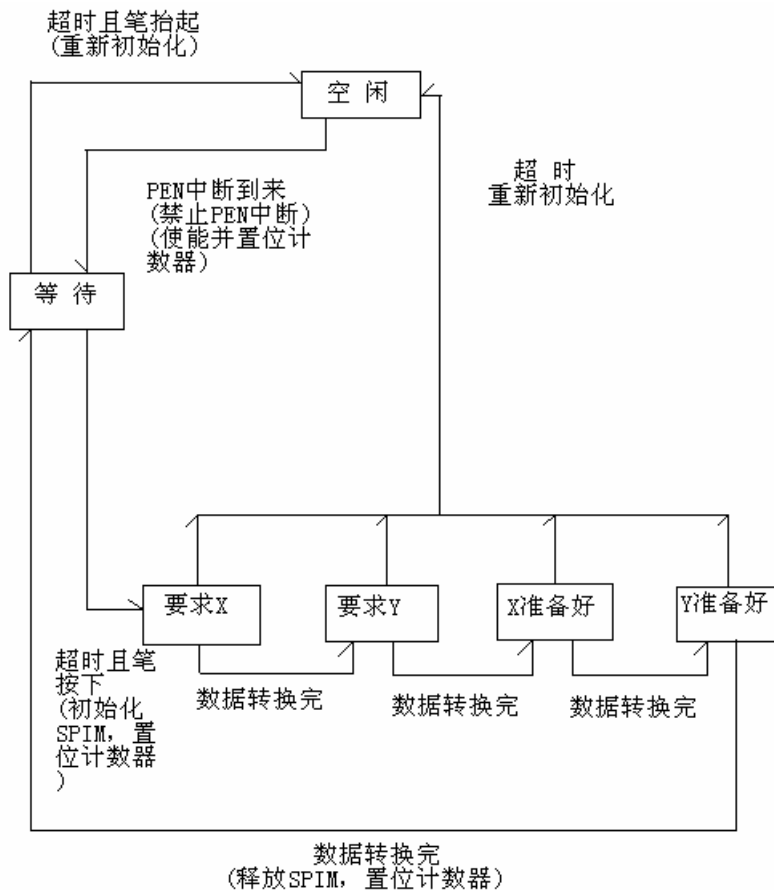 超时且笔抬起
(重新初始化)
空 闲
超 时
重新初始化
PEN中断到来
(禁止PEN中断)
(使能并置位计
数器)
等 待
要求X
要求Y
X准备好
Y准备好
超时且笔
按下
(初始化
SPIM，置
位计数器
)
数据转换完
数据转换完
数据转换完
数据转换完
(释放SPIM，置位计数器)